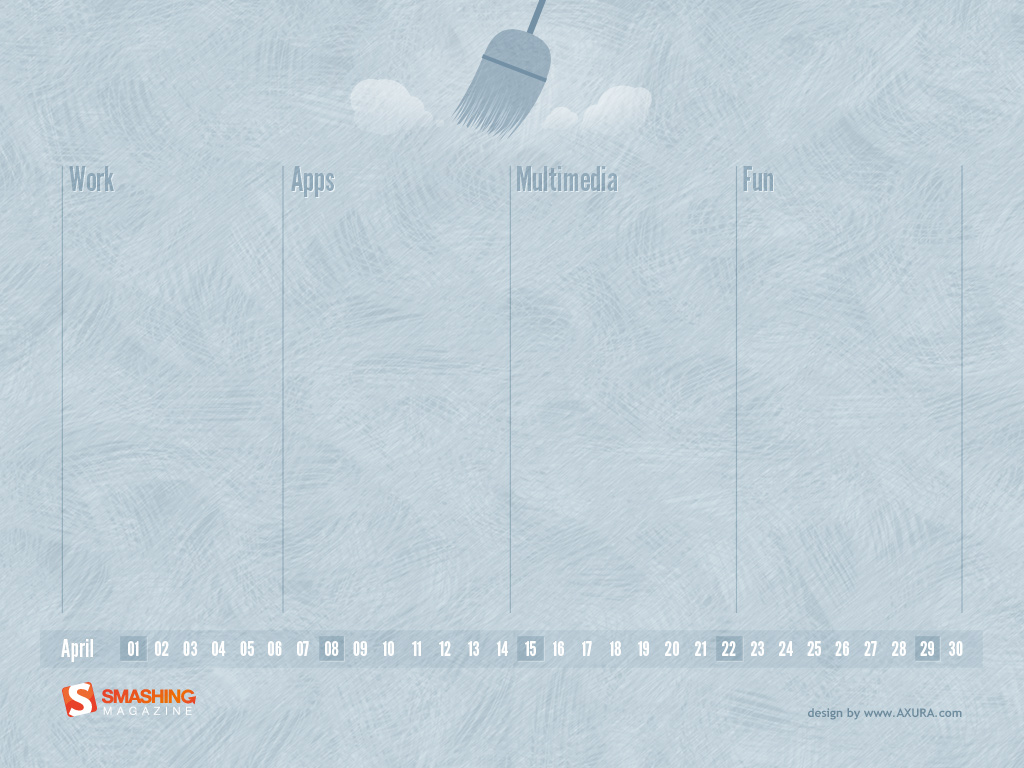 Work Apps Multimedia Fun
April 01 02 03 04 05 06 07 08 09 10 11 12 13 14 15 16 17 18 19 20 21 22 23 24 25 26 27 28 29 30
S SMASHING
MAGAZINE
design by www.AXURA.com